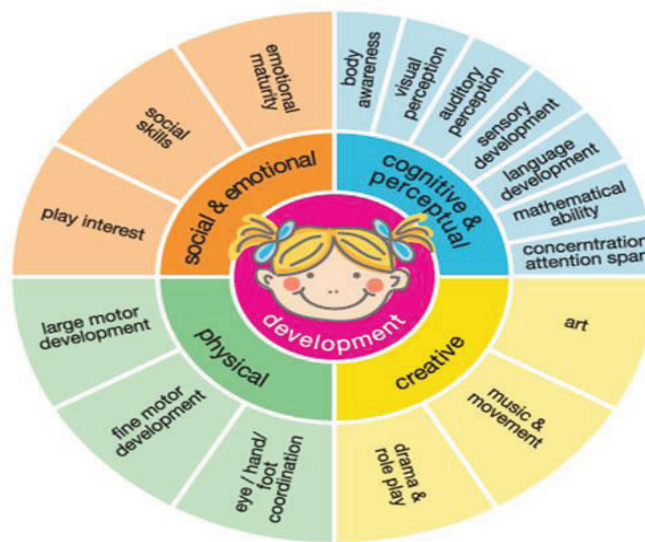 development
social & emotional
play interest
social
skills
emotional
maturity
cognitive &
perceptual
body
awareness
visual
perception
auditory
perception
sensory
development
language
development
mathematical
ability
concerntration
attention span
creative
art
music &
movement
drama &
role play
physical
eye / hand/
foot
coordination
fine motor
development
large motor
development